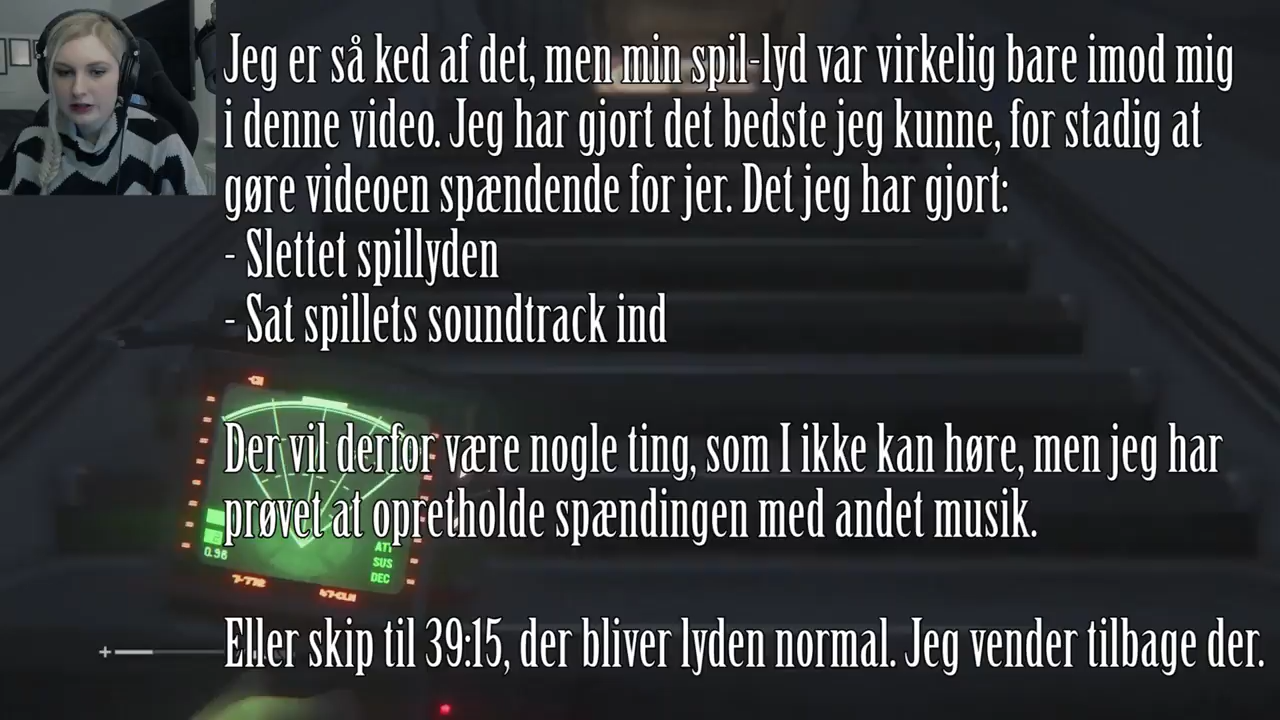 Jeg er så ked af det, men min spil-lyd var virkelig bare imod mig
i denne video. Jeg har gjort det bedste jeg kunne, for stadig at
gøre videoen spændende for jer. Det jeg har gjort:
- Slettet spillyden
- Sat spillets soundtrack ind
Der vil derfor være nogle ting, som I ikke kan høre, men jeg har
prøvet at opretholde spændingen med andet musik.
0.98
SUS
DEC
Eller skip til 39:15, der bliver lyden normal. Jeg vender tilbage der.